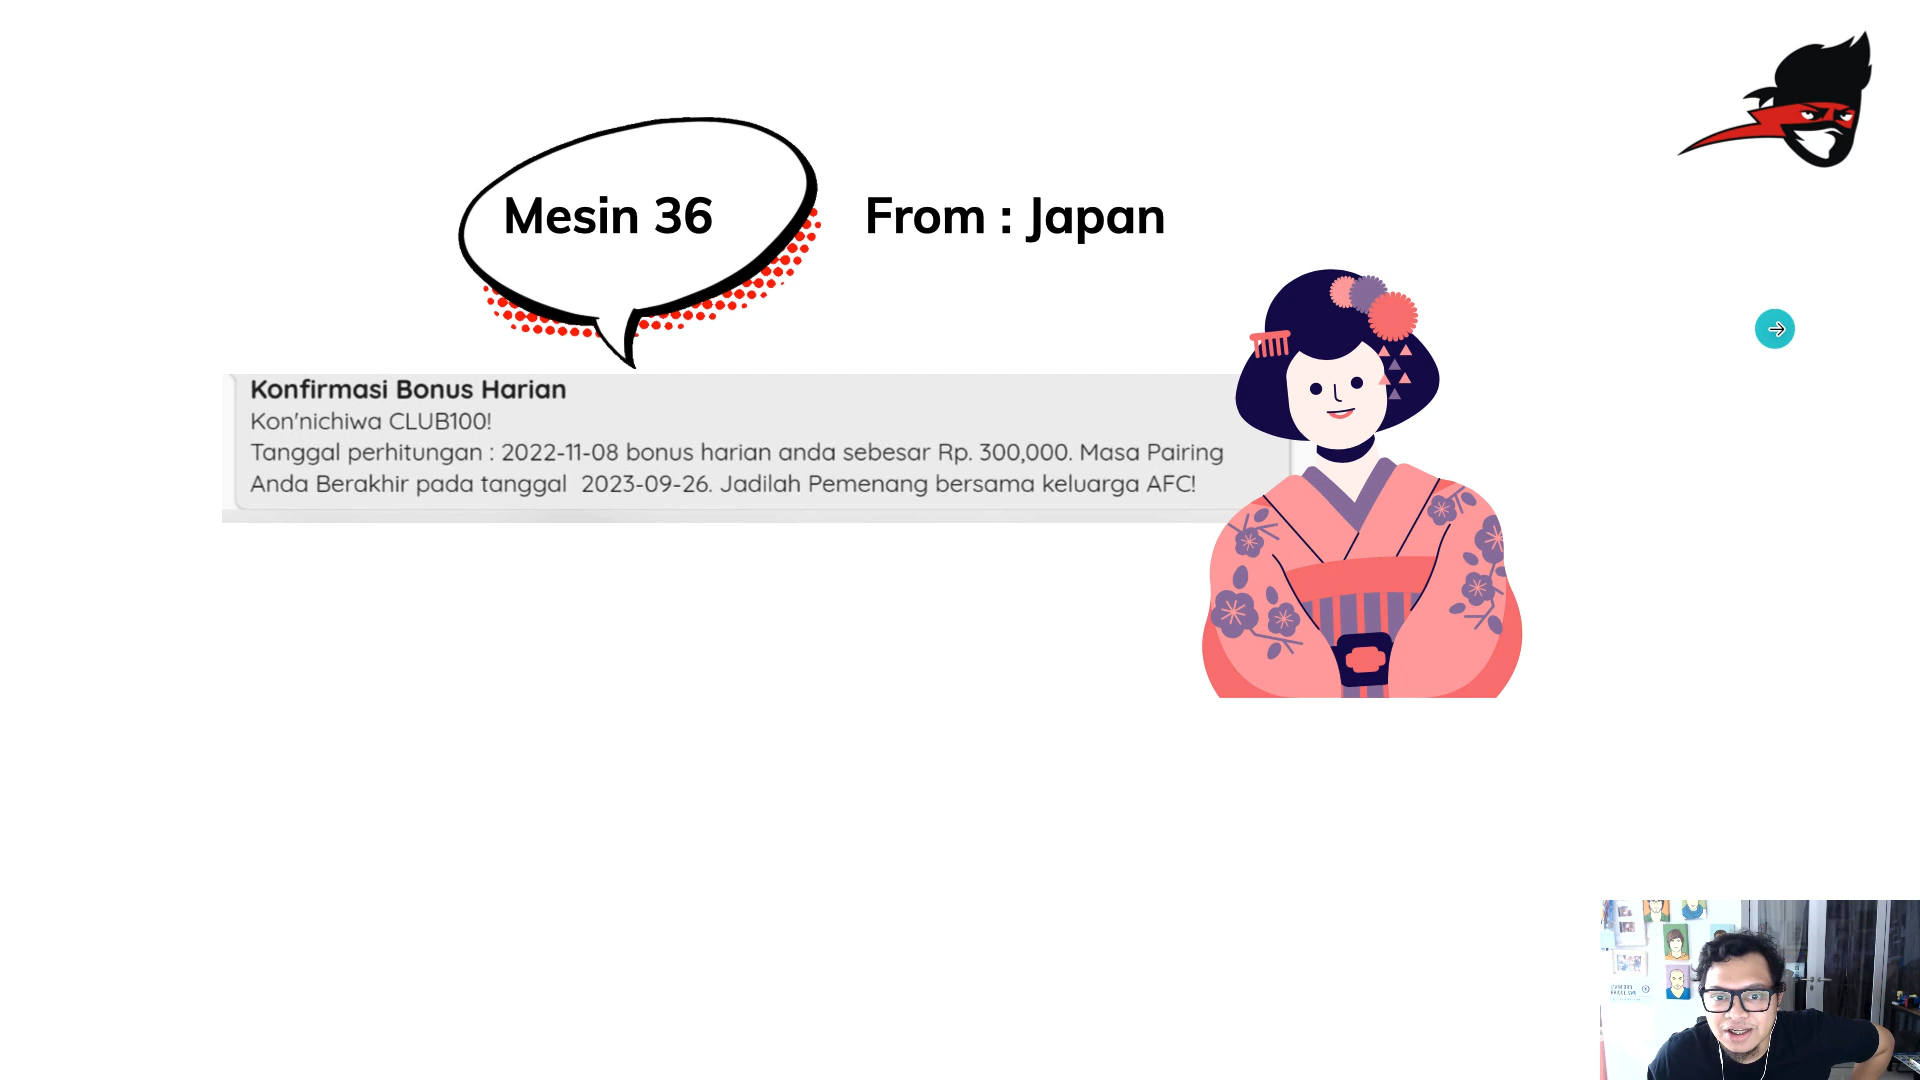 Mesin 36
From : Japan
Konfirmasi Bonus Harian
Kon'nichiwa CLUB100!
Tanggal perhitungan : 2022-11-08 bonus harian anda sebesar Rp. 300,000. Masa Pairing
Anda Berakhir pada tanggal 2023-09-26. Jadilah Pemenang bersama keluarga AFC!